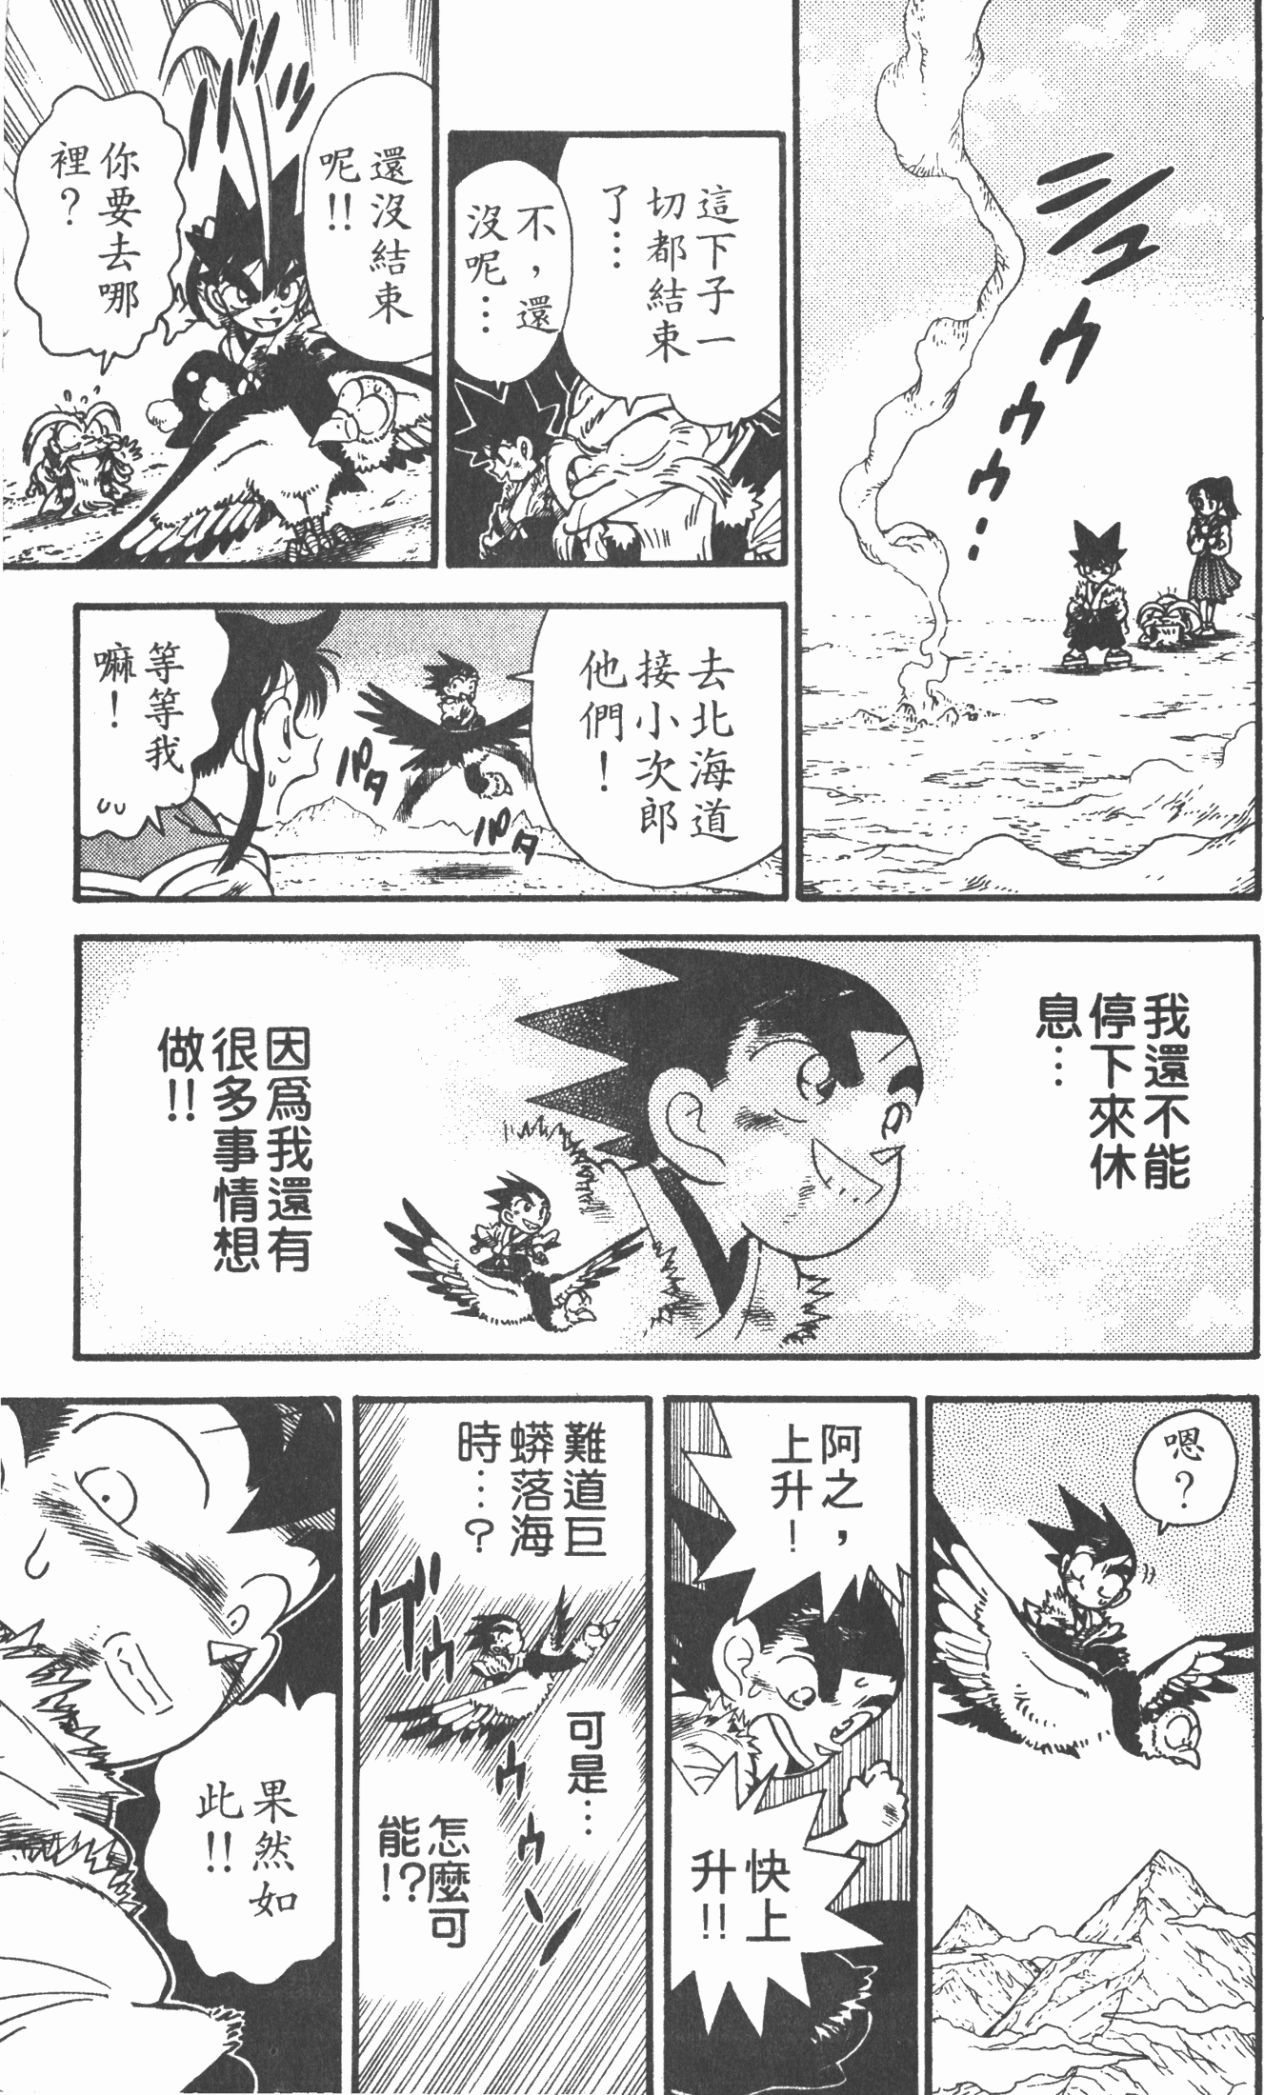 シュウウウ…
這下子一
切都結束
了…
不，還
沒呢…
還沒結束
呢!!
你要去哪
裡？
去北海道
接小次郎
他們！
パタ
パタ
等等我
嘛！
我還不能
停下來休
息…
因為我還有
很多事情想
做!!
嗯？
阿之，
上升！
快上
升!!
難道巨
蟒落海
時…？
ゴウウウ
可是…
怎麼可
能!?
果然如
此!!